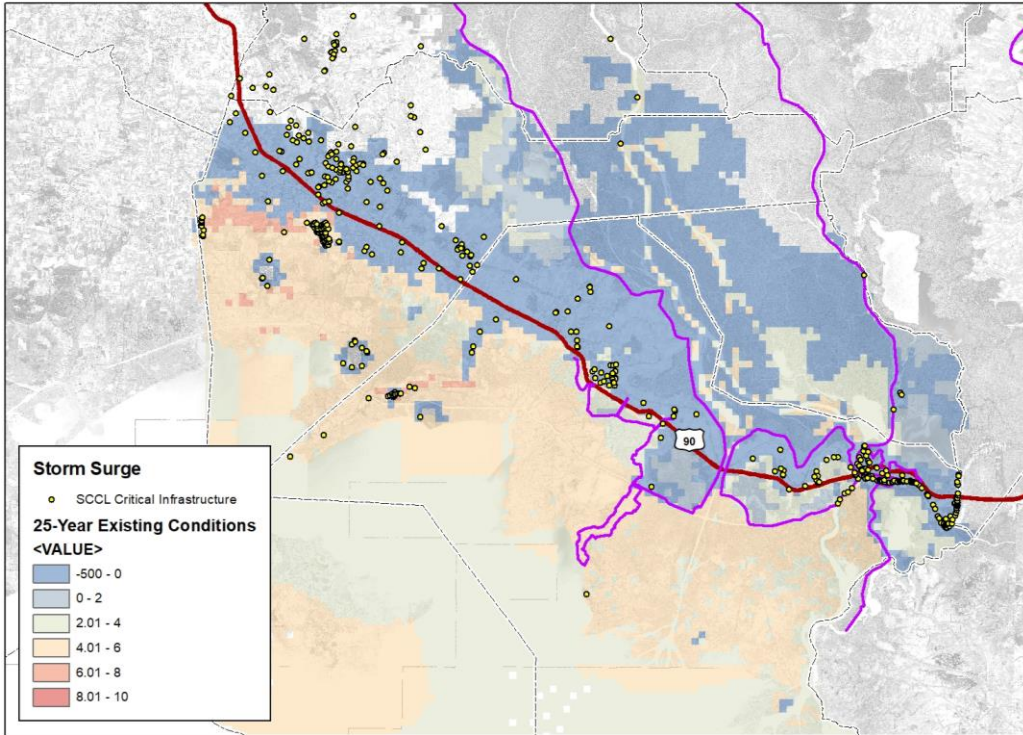 90
Storm Surge
SCCL Critical Infrastructure
25-Year Existing Conditions
<VALUE>
-500 - 0
0 - 2
2.01 - 4
4.01 - 6
6.01 - 8
8.01 - 10